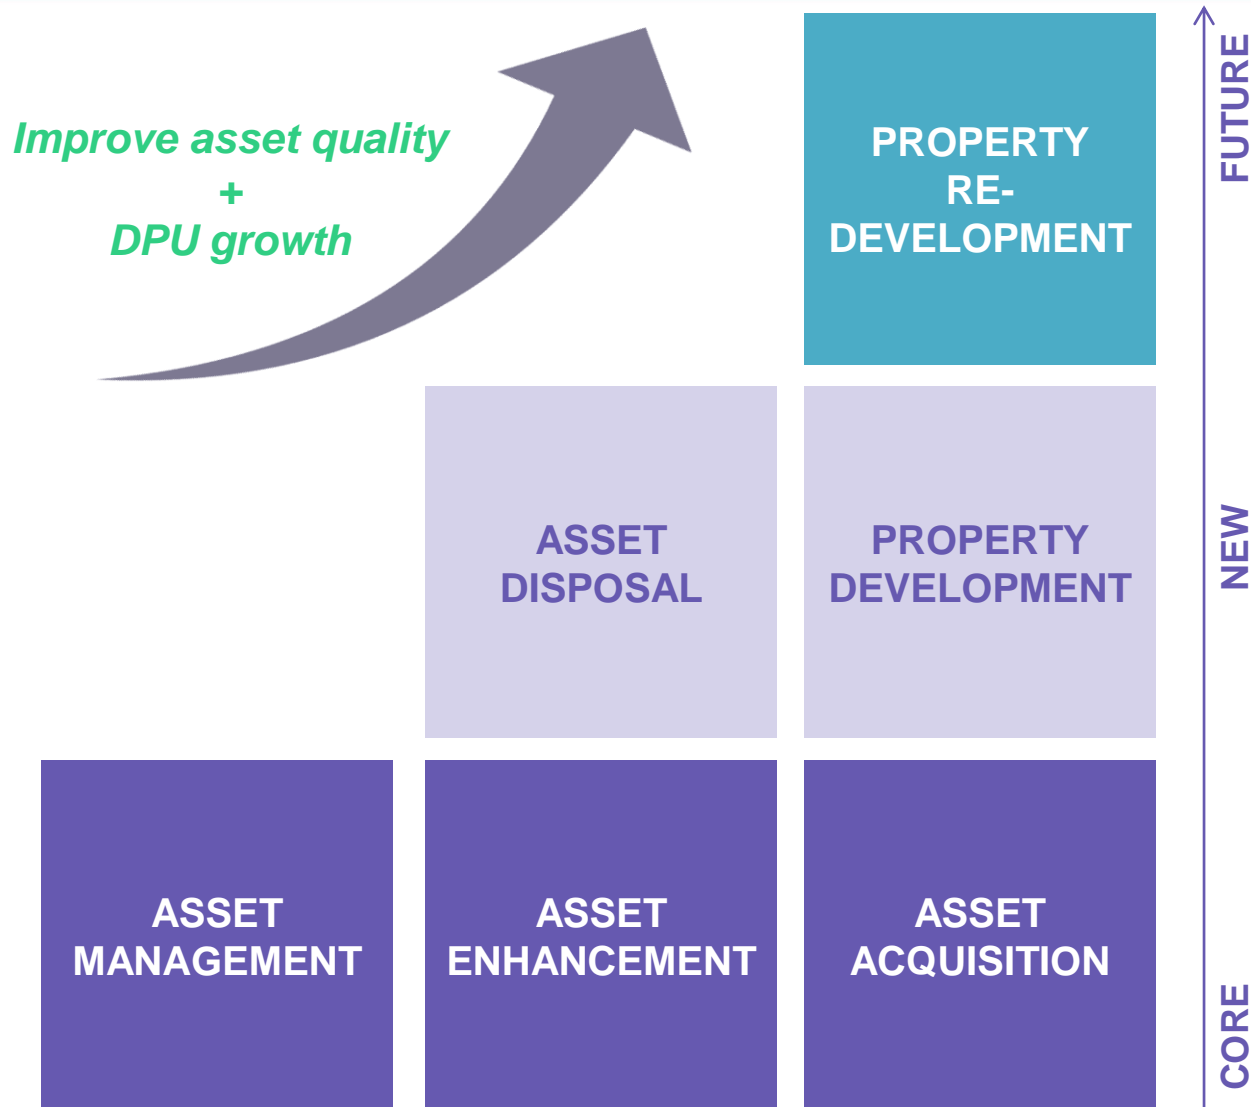 Improve asset quality
+
DPU growth
PROPERTY
RE-
DEVELOPMENT
FUTURE
ASSET
DISPOSAL
PROPERTY
DEVELOPMENT
NEW
ASSET
MANAGEMENT
ASSET
ENHANCEMENT
ASSET
ACQUISITION
CORE